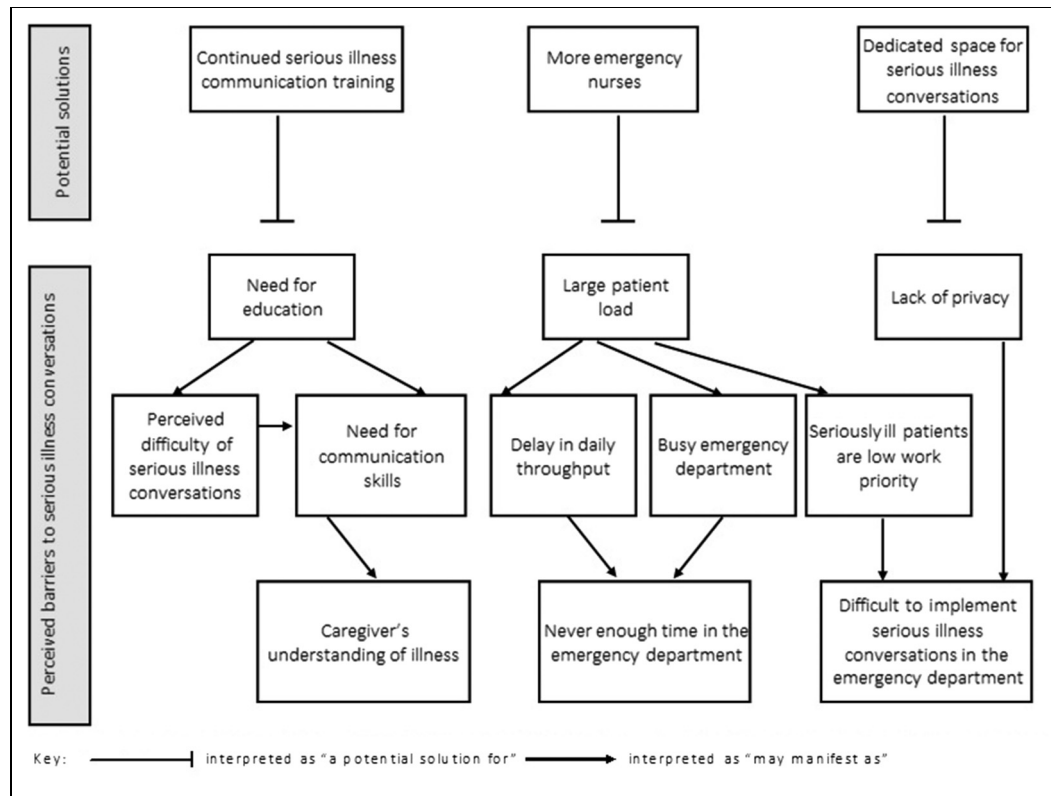 Potential solutions
Continued serious illness
communication training
More emergency
nurses
Dedicated space for
serious illness
conversations
Perceived barriers to serious illness conversations
Need for
education
Large patient
load
Lack of privacy
Perceived
difficulty of
serious illness
conversations
Need for
communication
skills
Delay in daily
throughput
Busy emergency
department
Seriously ill patients
are low work
priority
Caregiver's
understanding of illness
Never enough time in the
emergency department
Difficult to implement
serious illness
conversations in the
emergency department
Key: interpreted as "a potential solution for" interpreted as "may manifest as"